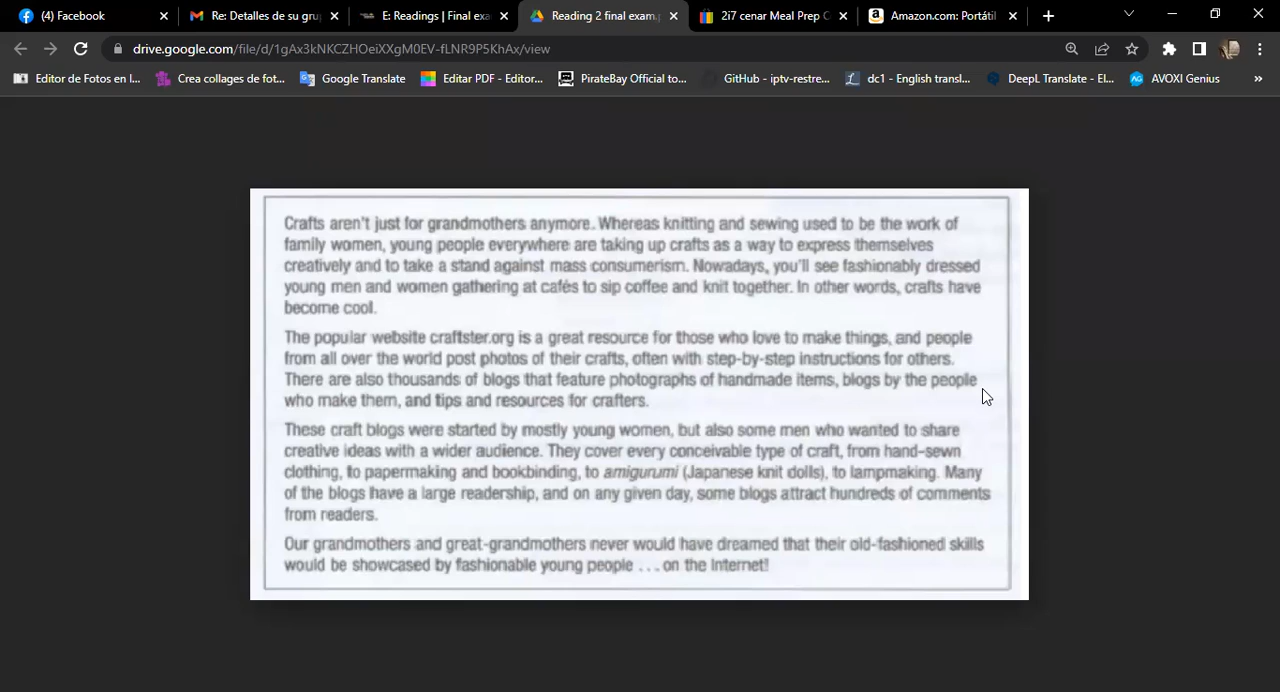 (4) Facebook
Re: Detalles de su gru
E: Readings | Final exa
Reading 2 final exam.
2i7 cenar Meal Prep C
Amazon.com: Portátil
drive.google.com/file/d/1gAx3kNKCZHOeiXXgM0EV-fLNR9P5KhAx/view
Editor de Fotos en l...
Crea collages de fot...
Google Translate
Editar PDF - Editor...
PirateBay Official to...
GitHub - iptv-restre...
dc1 - English transl...
DeepL Translate - El...
AVOXI Genius
»
Crafts aren't just for grandmothers anymore. Whereas knitting and sewing used to be the work of
family women, young people everywhere are taking up crafts as a way to express themselves
creatively and to take a stand against mass consumerism. Nowadays, you'll see fashionably dressed
young men and women gathering at cafés to sip coffee and knit together. In other words, crafts have
become cool.
The popular website craftster.org is a great resource for those who love to make things, and people
from all over the world post photos of their crafts, often with step-by-step instructions for others.
There are also thousands of blogs that feature photographs of handmade items, blogs by the people
who make them, and tips and resources for crafters.
These craft blogs were started by mostly young women, but also some men who wanted to share
creative ideas with a wider audience. They cover every conceivable type of craft, from hand-sewn
clothing, to papermaking and bookbinding, to amigurumi (Japanese knit dolls), to lampmaking. Many
of the blogs have a large readership, and on any given day, some blogs attract hundreds of comments
from readers.
Our grandmothers and great-grandmothers never would have dreamed that their old-fashioned skills
would be showcased by fashionable young people . . . on the Internet!